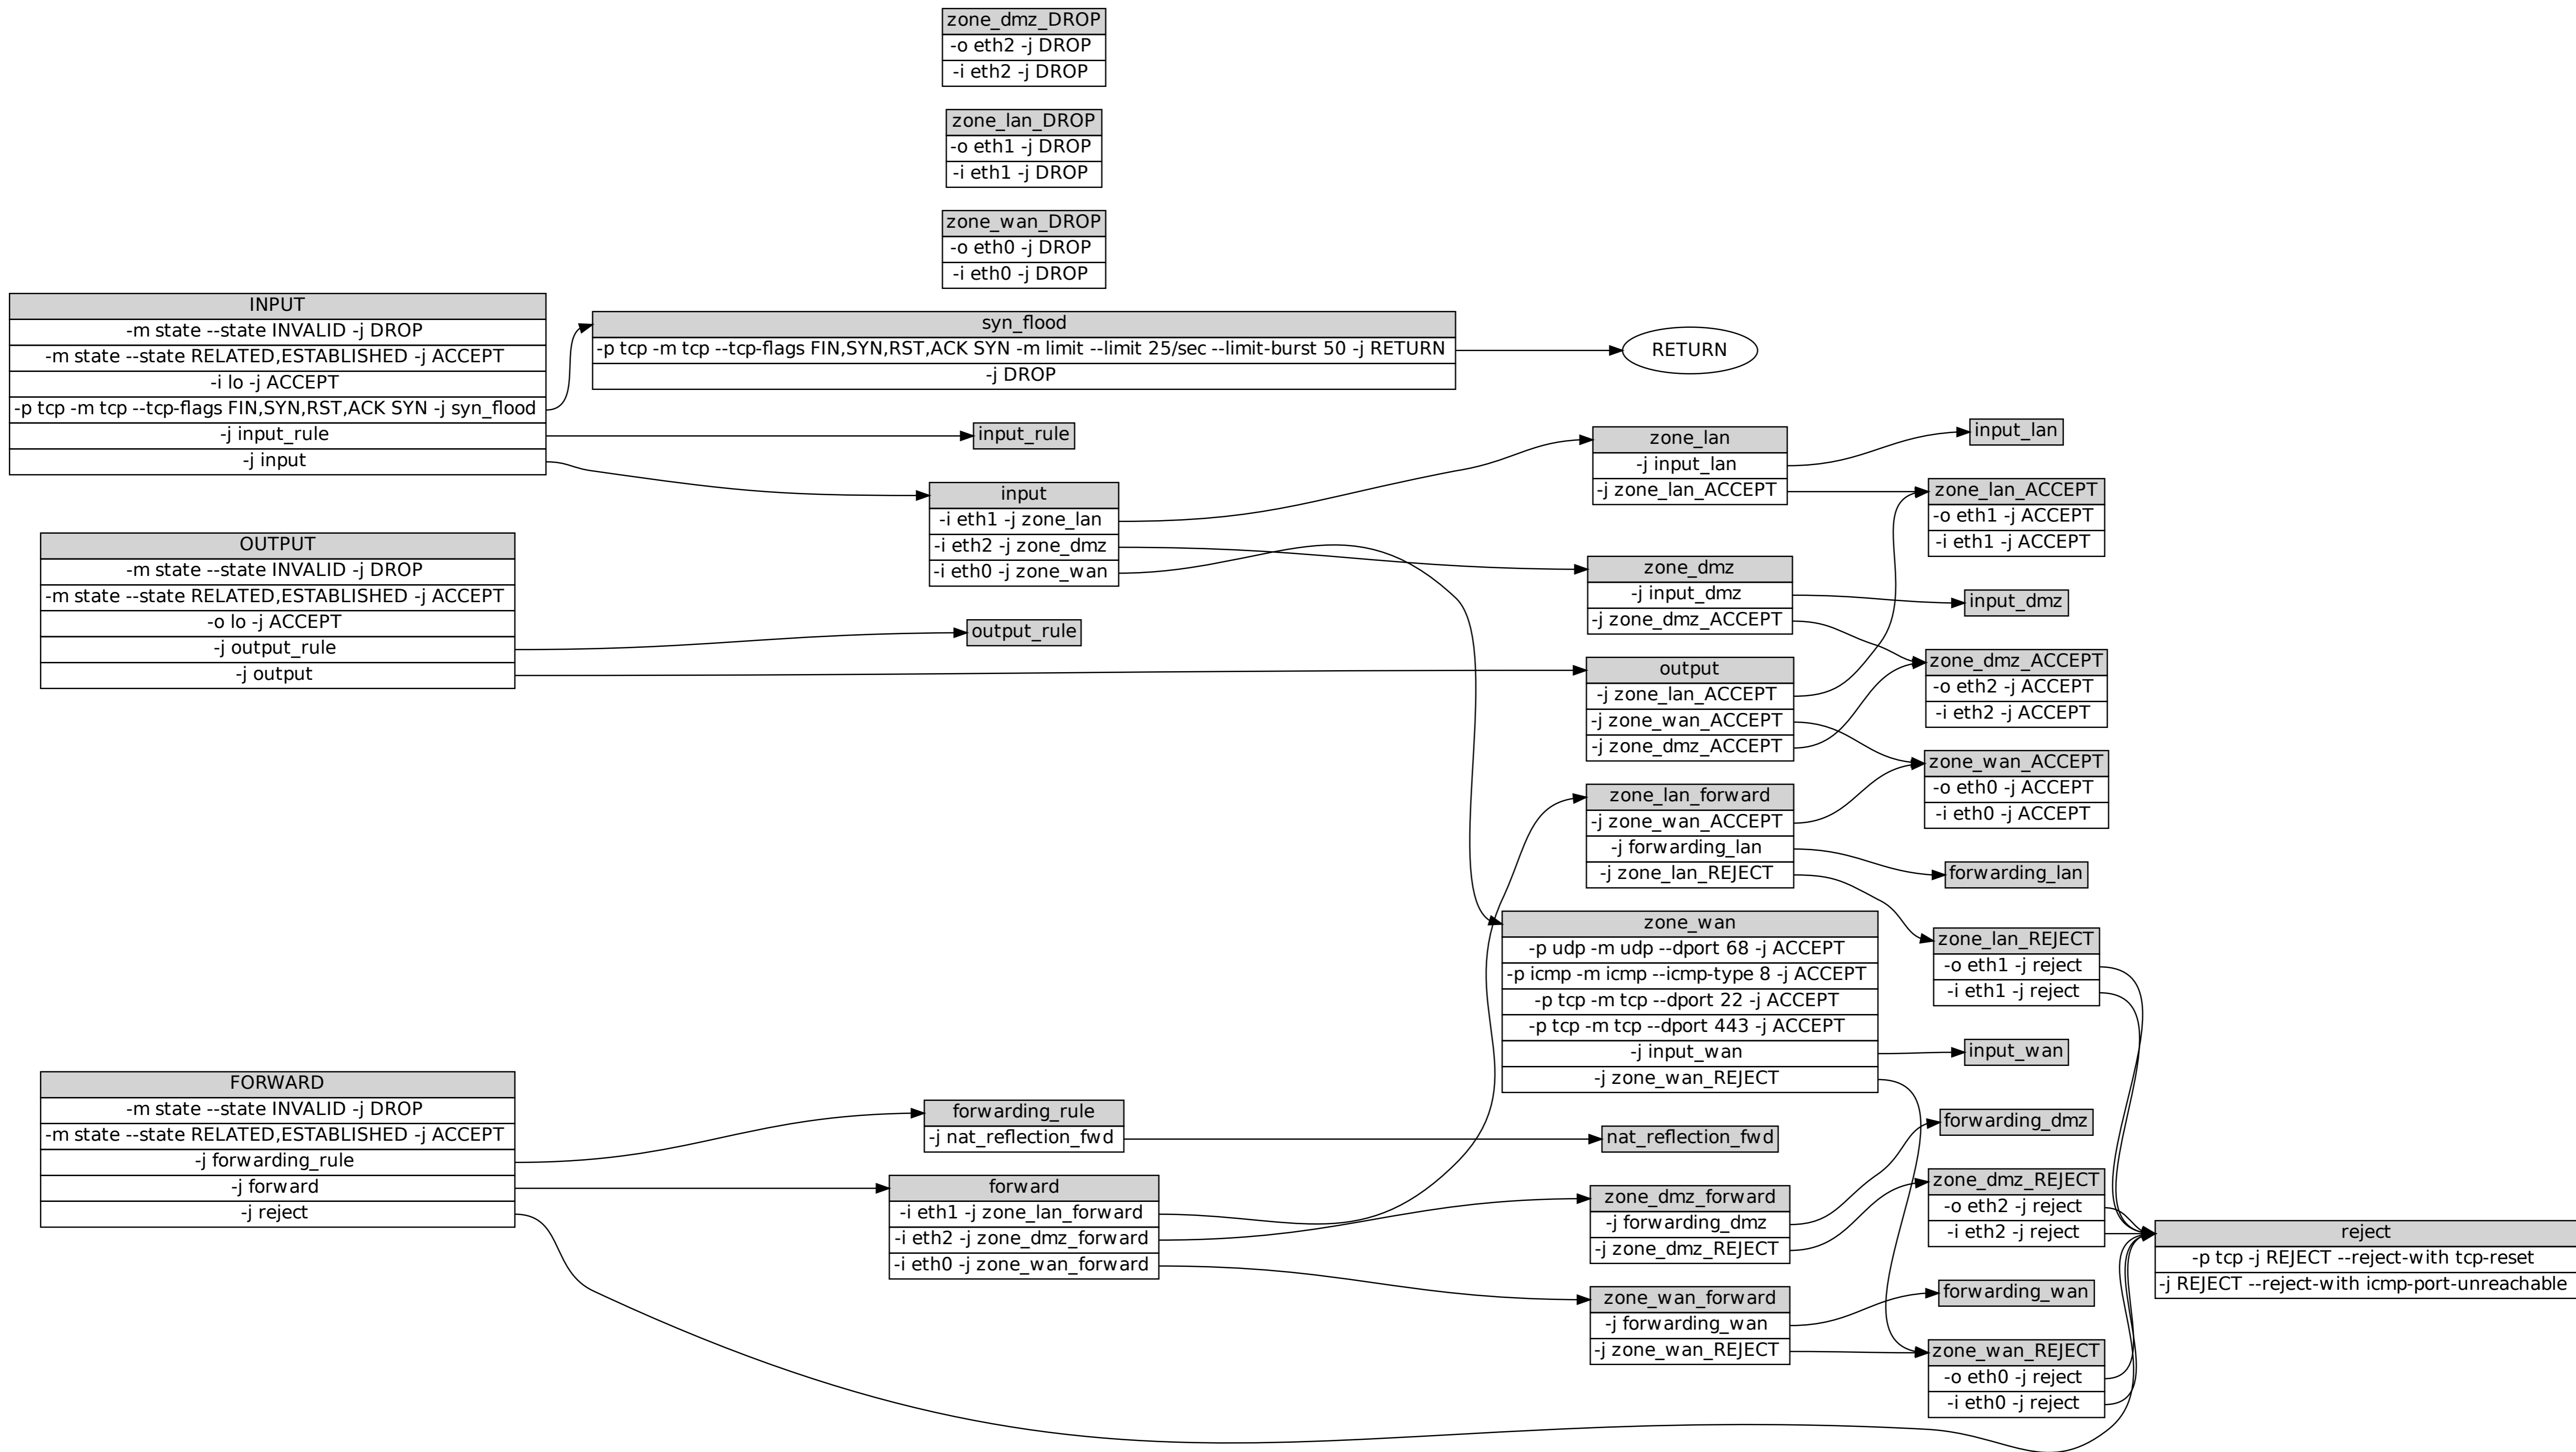 zone_dmz_DROP
-o eth2 -j DROP
-i eth2 -j DROP
zone_lan_DROP
-o eth1 -j DROP
-i eth1 -j DROP
zone_wan_DROP
-o eth0 -j DROP
-i eth0 -j DROP
INPUT
-m state --state INVALID -j DROP
-m state --state RELATED,ESTABLISHED -j ACCEPT
-i lo -j ACCEPT
-p tcp -m tcp --tcp-flags FIN,SYN,RST,ACK SYN -j syn_flood
-j input_rule
-j input
syn_flood
-p tcp -m tcp --tcp-flags FIN,SYN,RST,ACK SYN -m limit --limit 25/sec --limit-burst 50 -j RETURN
-j DROP
RETURN
input_rule
input
-i eth1 -j zone_lan
-i eth2 -j zone_dmz
-i eth0 -j zone_wan
zone_lan
-j input_lan
-j zone_lan_ACCEPT
input_lan
zone_lan_ACCEPT
-o eth1 -j ACCEPT
-i eth1 -j ACCEPT
OUTPUT
-m state --state INVALID -j DROP
-m state --state RELATED,ESTABLISHED -j ACCEPT
-o lo -j ACCEPT
-j output_rule
-j output
output_rule
zone_dmz
-j input_dmz
-j zone_dmz_ACCEPT
input_dmz
output
-j zone_lan_ACCEPT
-j zone_wan_ACCEPT
-j zone_dmz_ACCEPT
zone_dmz_ACCEPT
-o eth2 -j ACCEPT
-i eth2 -j ACCEPT
zone_wan_ACCEPT
-o eth0 -j ACCEPT
-i eth0 -j ACCEPT
zone_lan_forward
-j zone_wan_ACCEPT
-j forwarding_lan
-j zone_lan_REJECT
forwarding_lan
zone_wan
-p udp -m udp --dport 68 -j ACCEPT
-p icmp -m icmp --icmp-type 8 -j ACCEPT
-p tcp -m tcp --dport 22 -j ACCEPT
-p tcp -m tcp --dport 443 -j ACCEPT
-j input_wan
-j zone_wan_REJECT
zone_lan_REJECT
-o eth1 -j reject
-i eth1 -j reject
input_wan
FORWARD
-m state --state INVALID -j DROP
-m state --state RELATED,ESTABLISHED -j ACCEPT
-j forwarding_rule
-j forward
-j reject
forwarding_rule
-j nat_reflection_fwd
nat_reflection_fwd
forward
-i eth1 -j zone_lan_forward
-i eth2 -j zone_dmz_forward
-i eth0 -j zone_wan_forward
zone_dmz_forward
-j forwarding_dmz
-j zone_dmz_REJECT
forwarding_dmz
zone_dmz_REJECT
-o eth2 -j reject
-i eth2 -j reject
reject
-p tcp -j REJECT --reject-with tcp-reset
-j REJECT --reject-with icmp-port-unreachable
zone_wan_forward
-j forwarding_wan
-j zone_wan_REJECT
forwarding_wan
zone_wan_REJECT
-o eth0 -j reject
-i eth0 -j reject